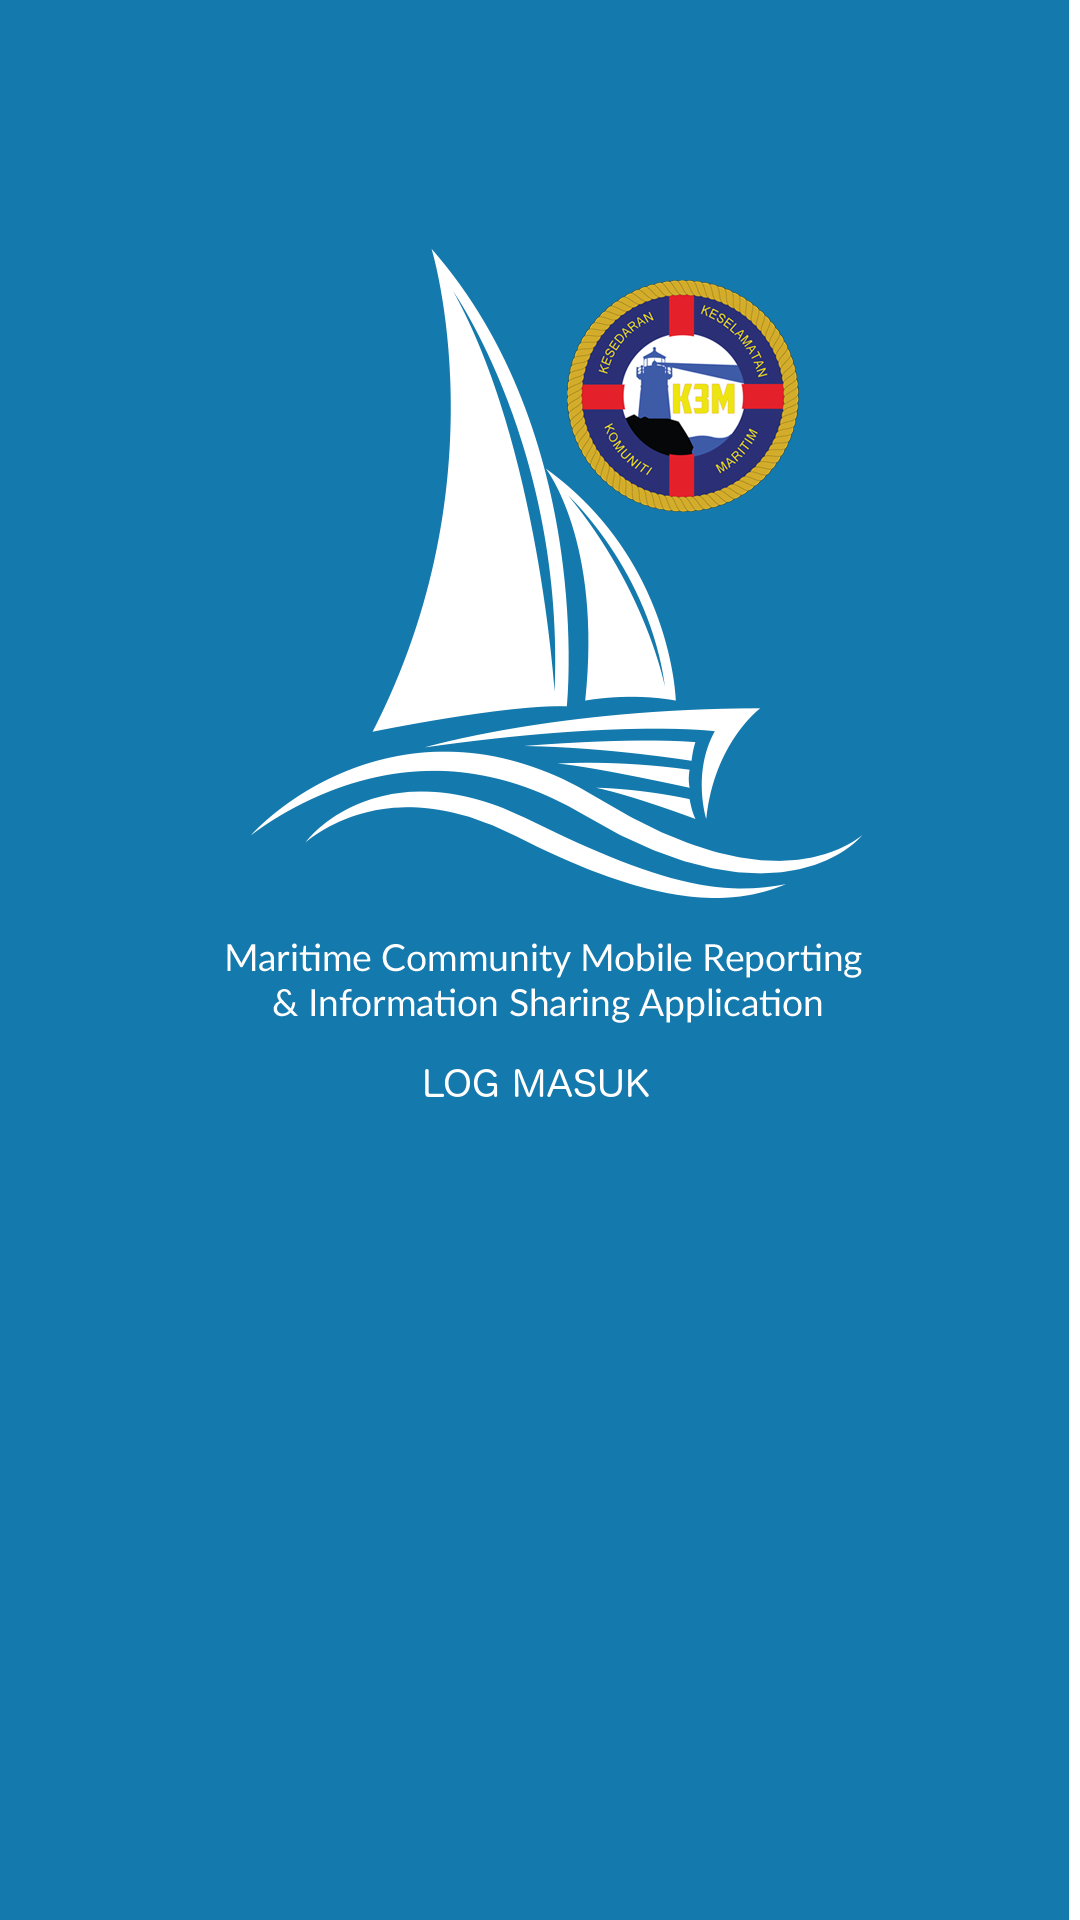 KESEDARAN
KESELAMATAN
K3M
KOMUNITI
MARITIM
Maritime Community Mobile Reporting
& Information Sharing Application
LOG MASUK